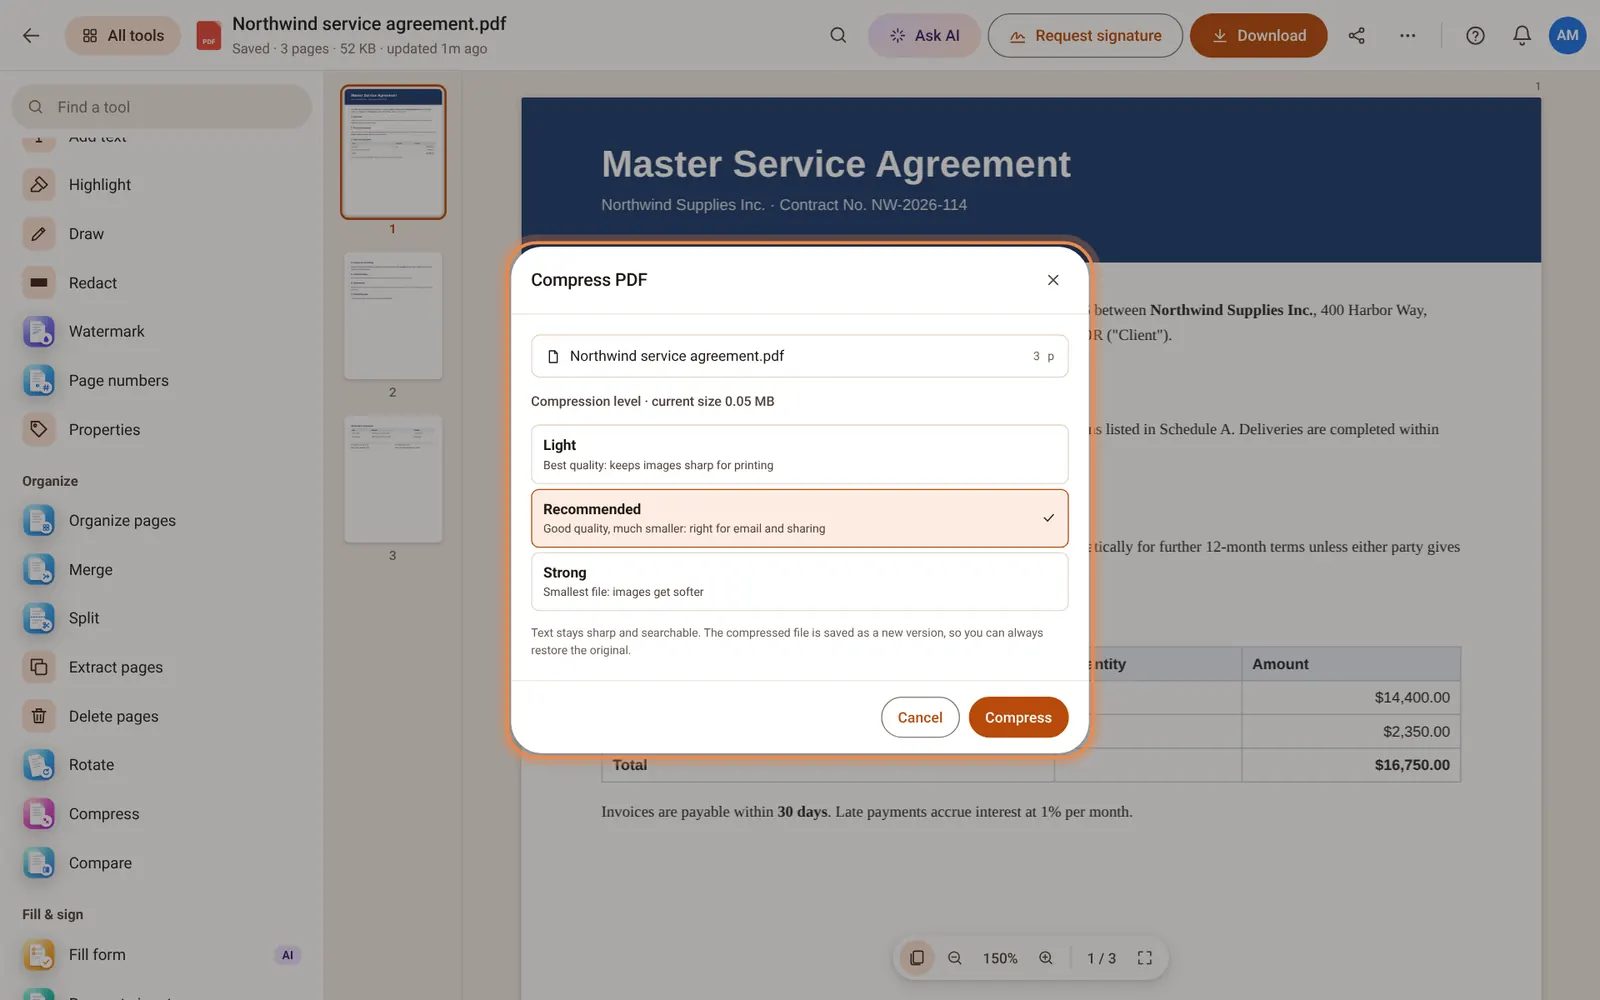 All tools
PDF
Northwind service agreement.pdf
Saved · 3 pages · 52 KB · updated 1m ago
Ask AI
Request signature
Download
AM
Find a tool
Add text
Highlight
Draw
Redact
Watermark
Page numbers
Properties
Organize
Organize pages
Merge
Split
Extract pages
Delete pages
Rotate
Compress
Compare
Fill & sign
Fill form
AI
1
2
3
1
Master Service Agreement
Northwind Supplies Inc. · Contract No. NW-2026-114
between Northwind Supplies Inc., 400 Harbor Way,
("Client").
listed in Schedule A. Deliveries are completed within
tically for further 12-month terms unless either party gives
ntity
Amount
$14,400.00
$2,350.00
Total
$16,750.00
Invoices are payable within 30 days. Late payments accrue interest at 1% per month.
Compress PDF
Northwind service agreement.pdf
3 p
Compression level · current size 0.05 MB
Light
Best quality: keeps images sharp for printing
Recommended
Good quality, much smaller: right for email and sharing
Strong
Smallest file: images get softer
Text stays sharp and searchable. The compressed file is saved as a new version, so you can always
restore the original.
Cancel
Compress
150%
1 / 3